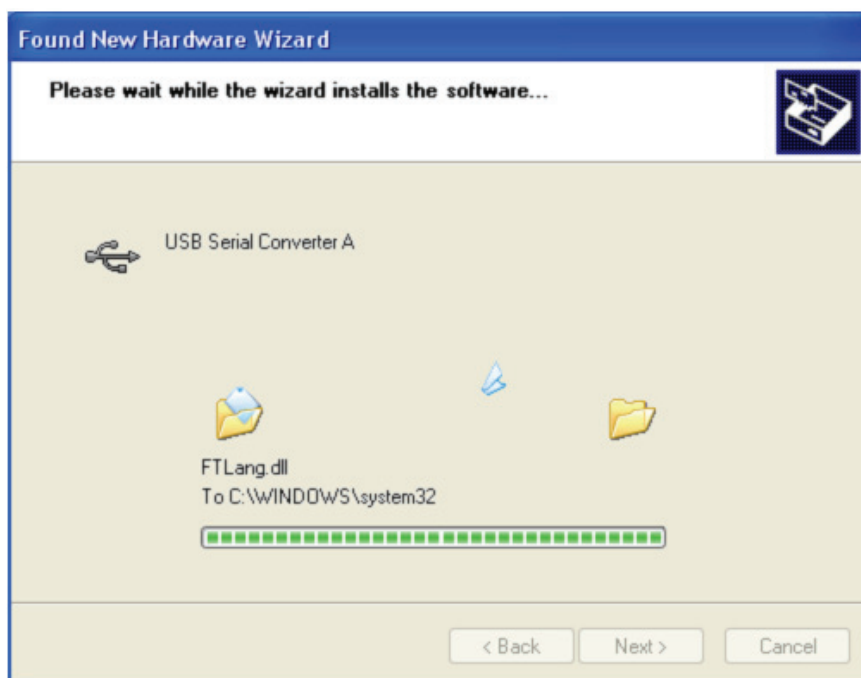 Found New Hardware Wizard
Please wait while the wizard installs the software...
USB Serial Converter A
FTLang.dll
To C:\WINDOWS\system32
< Back
Next >
Cancel